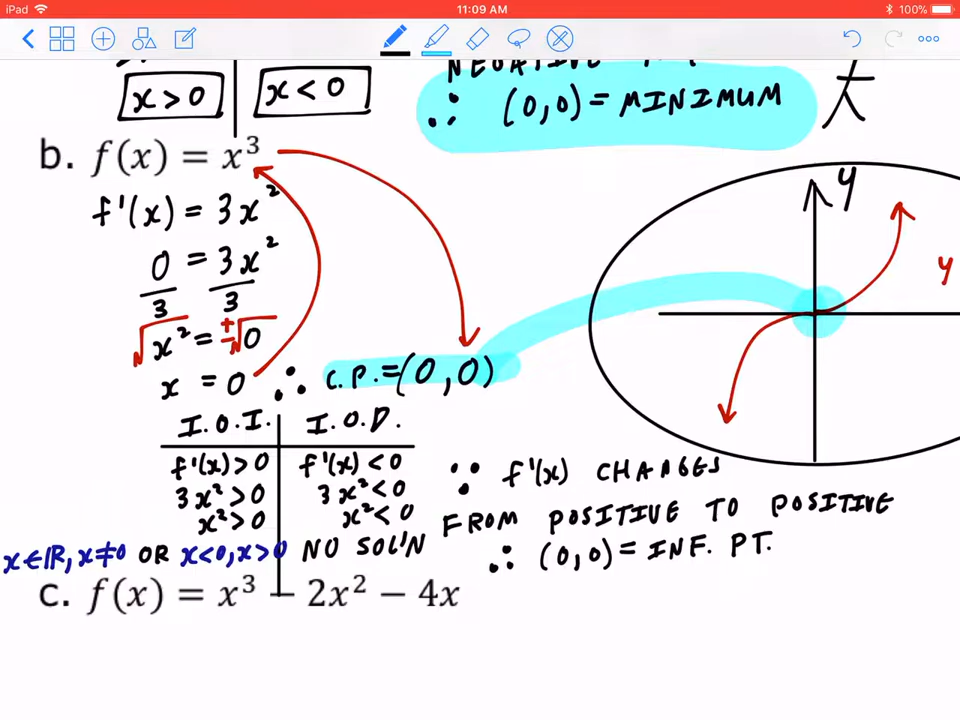 iPad 11:09 AM 100%
NEGATIVE
x > 0 x < 0
∴ (0,0) = MINIMUM
b. f(x) = x³
y
f'(x) = 3x²
0 = 3x²
3 3
y
√x² = ±√0
x = 0 ∴ C.P. = (0,0)
I.O.I. I.O.D.
f'(x) > 0 f'(x) < 0
3x² > 0 3x² < 0
x² > 0 x² < 0
∵ f'(x) CHANGES
FROM POSITIVE TO POSITIVE
x∈ℝ, x≠0 OR x<0, x>0 NO SOL'N
∴ (0,0) = INF. PT.
c. f(x) = x³ − 2x² − 4x